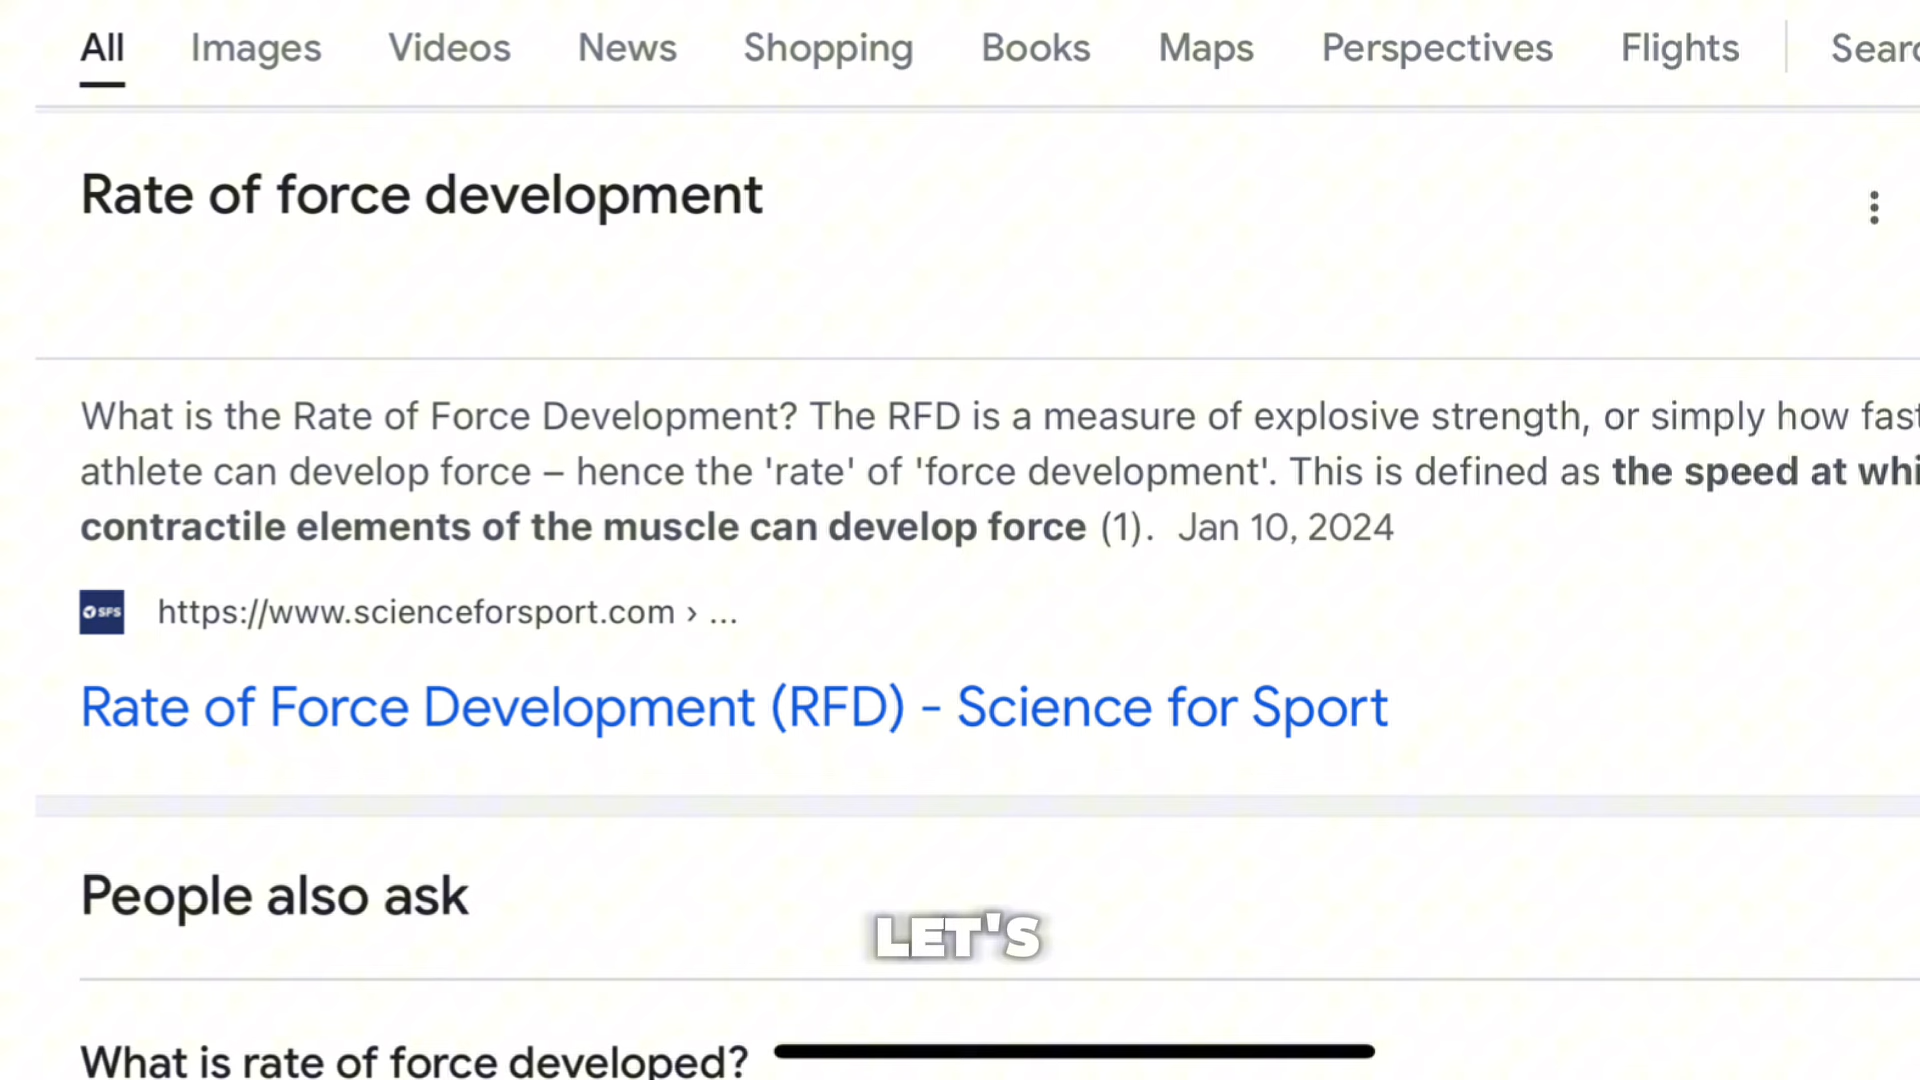 All Images Videos News Shopping Books Maps Perspectives Flights
Rate of force development
What is the Rate of Force Development? The RFD is a measure of explosive strength, or simply how fast
athlete can develop force – hence the 'rate' of 'force development'. This is defined as the speed at
contractile elements of the muscle can develop force (1). Jan 10, 2024
SFS
https://www.scienceforsport.com › ...
Rate of Force Development (RFD) - Science for Sport
People also ask
LET'S
What is rate of force developed?